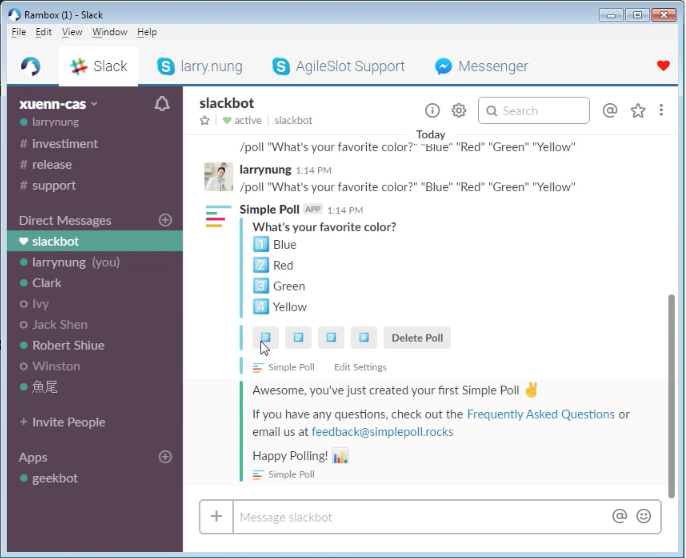 Rambox (1) - Slack
File Edit View Window Help
Slack larry.nung AgileSlot Support Messenger
xuenn-cas
larrynung
# investiment
# release
# support
Direct Messages
slackbot
larrynung (you)
Clark
Ivy
Jack Shen
Robert Shiue
Winston
魚尾
+ Invite People
Apps
geekbot
slackbot
active | slackbot
Search
Today
/poll "What's your favorite color?" "Blue" "Red" "Green" "Yellow"
larrynung 1:14 PM
/poll "What's your favorite color?" "Blue" "Red" "Green" "Yellow"
Simple Poll APP 1:14 PM
What's your favorite color?
1 Blue
2 Red
3 Green
4 Yellow
Delete Poll
Simple Poll Edit Settings
Awesome, you've just created your first Simple Poll ✌
If you have any questions, check out the Frequently Asked Questions or
email us at feedback@simplepoll.rocks
Happy Polling! 📊
Simple Poll
Message slackbot